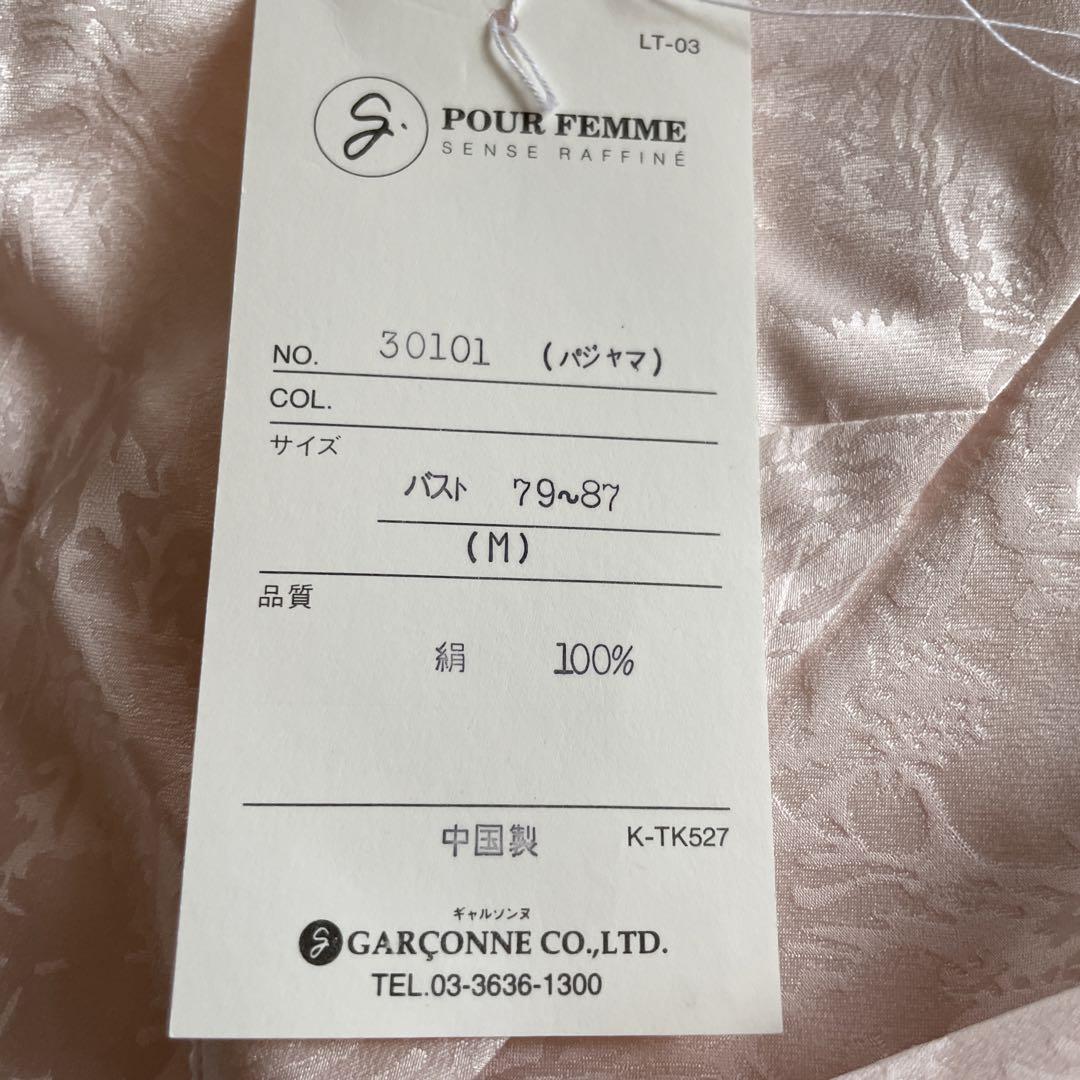 LT-03
g.
POUR FEMME
SENSE RAFFINÉ
NO. 30101 (パジャマ)
COL.
サイズ
バスト 79~87
(M)
品質
絹 100%
中国製 K-TK527
ギャルソンヌ
g GARÇONNE CO.,LTD.
TEL.03-3636-1300